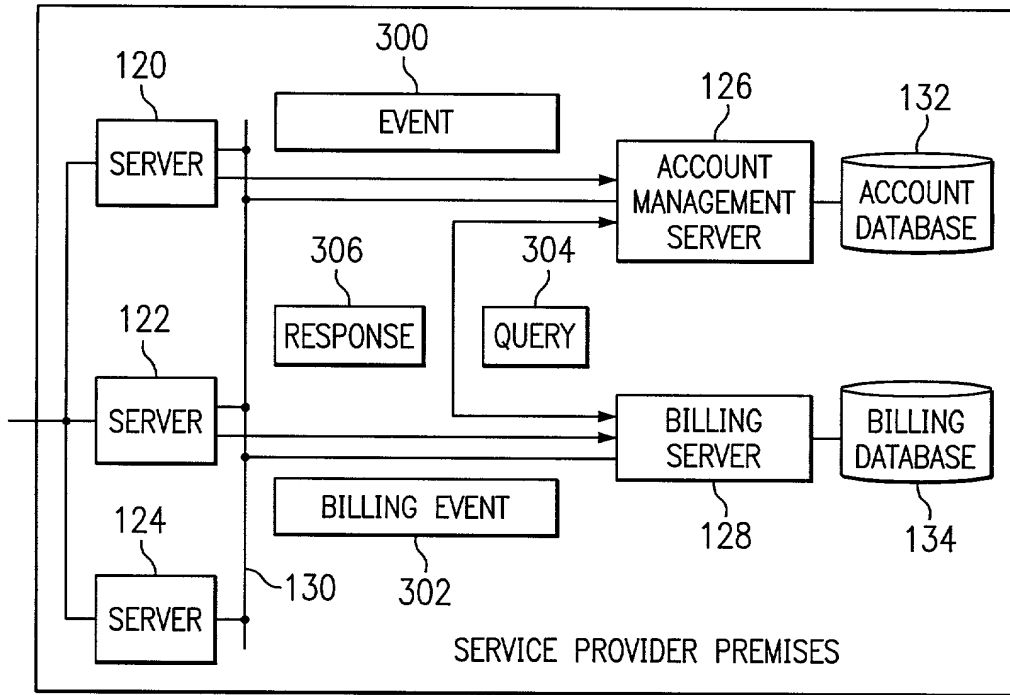 300
120
EVENT
126
132
SERVER
ACCOUNT
MANAGEMENT
SERVER
ACCOUNT
DATABASE
306
304
122
RESPONSE
QUERY
SERVER
BILLING
SERVER
BILLING
DATABASE
124
BILLING EVENT
128
134
SERVER
130
302
SERVICE PROVIDER PREMISES